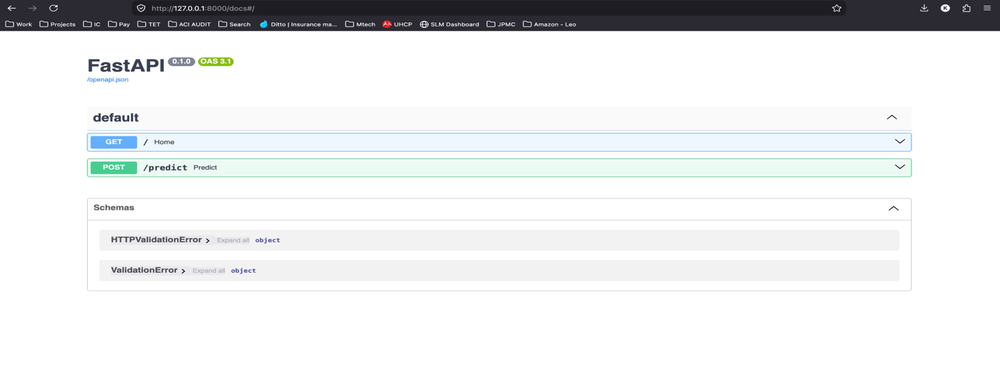 http://127.0.0.1:8000/docs#/
K
Work Projects IC Pay TET ACI AUDIT Search Ditto | Insurance ma... Mtech UHCP SLM Dashboard JPMC Amazon - Leo
FastAPI 0.1.0 OAS 3.1
/openapi.json
default
GET / Home
POST /predict Predict
Schemas
HTTPValidationError Expand all object
ValidationError Expand all object